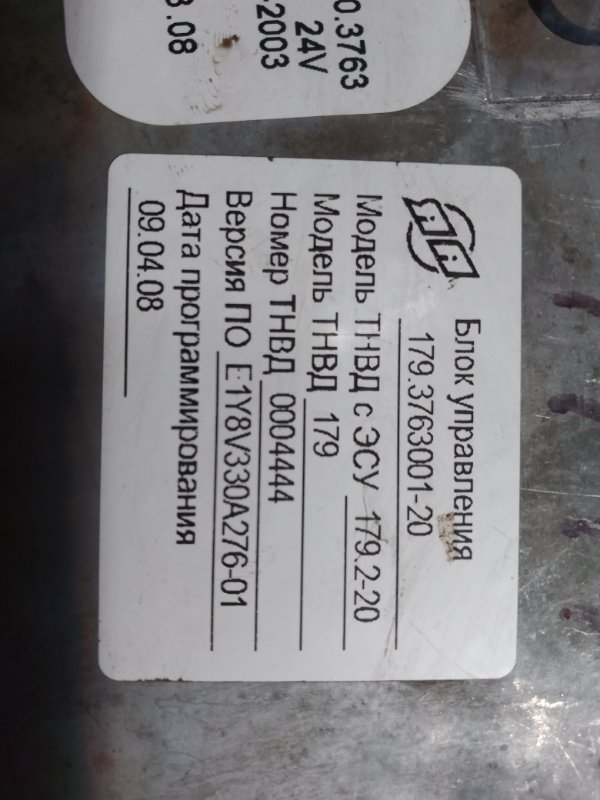 0.3763
24V
-2003
3.08
Блок управления
179.3763001-20
Модель ТНВД с ЭСУ 179.2-20
Модель ТНВД 179
Номер ТНВД 0004444
Версия ПО E1Y8V330A276-01
Дата программирования
09.04.08